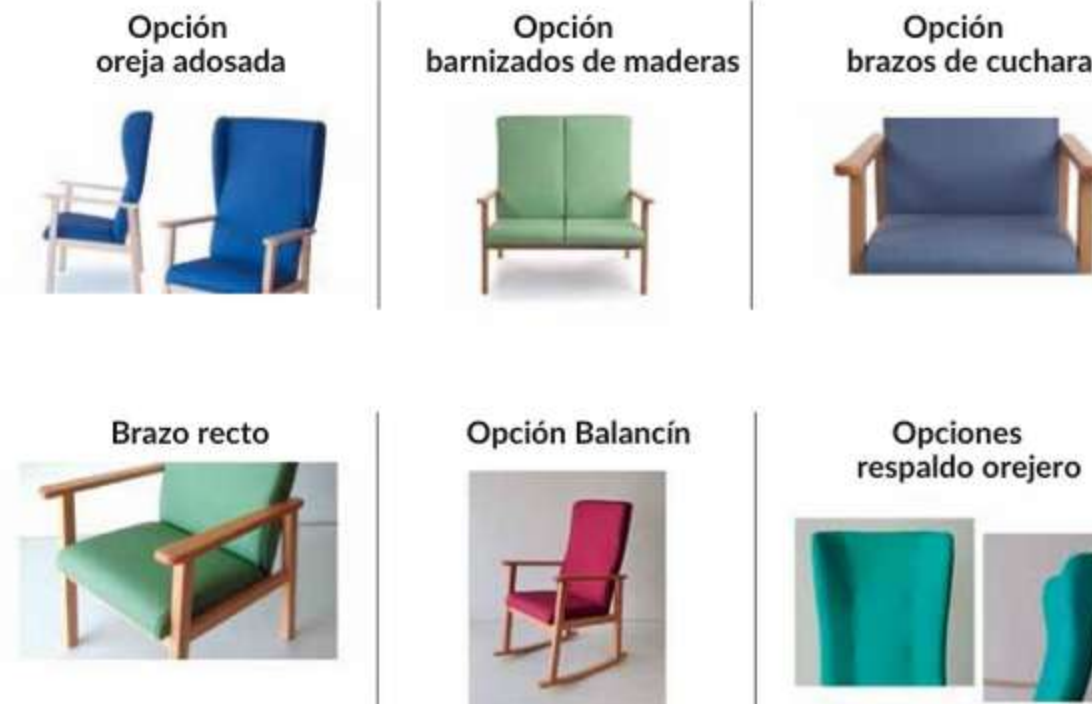 Opción
oreja adosada
Opción
barnizados de maderas
Opción
brazos de cuchara
Brazo recto
Opción Balancín
Opciones
respaldo orejero